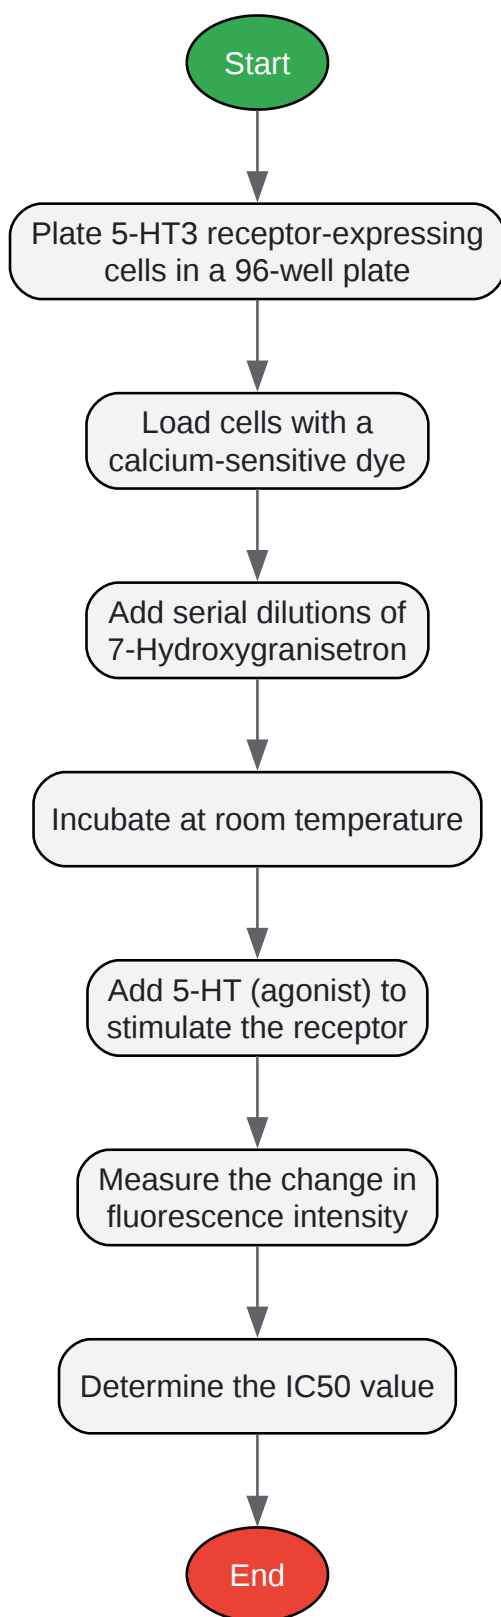 Start
Plate 5-HT3 receptor-expressing
cells in a 96-well plate
Load cells with a
calcium-sensitive dye
Add serial dilutions of
7-Hydroxygranisetron
Incubate at room temperature
Add 5-HT (agonist) to
stimulate the receptor
Measure the change in
fluorescence intensity
Determine the IC50 value
End